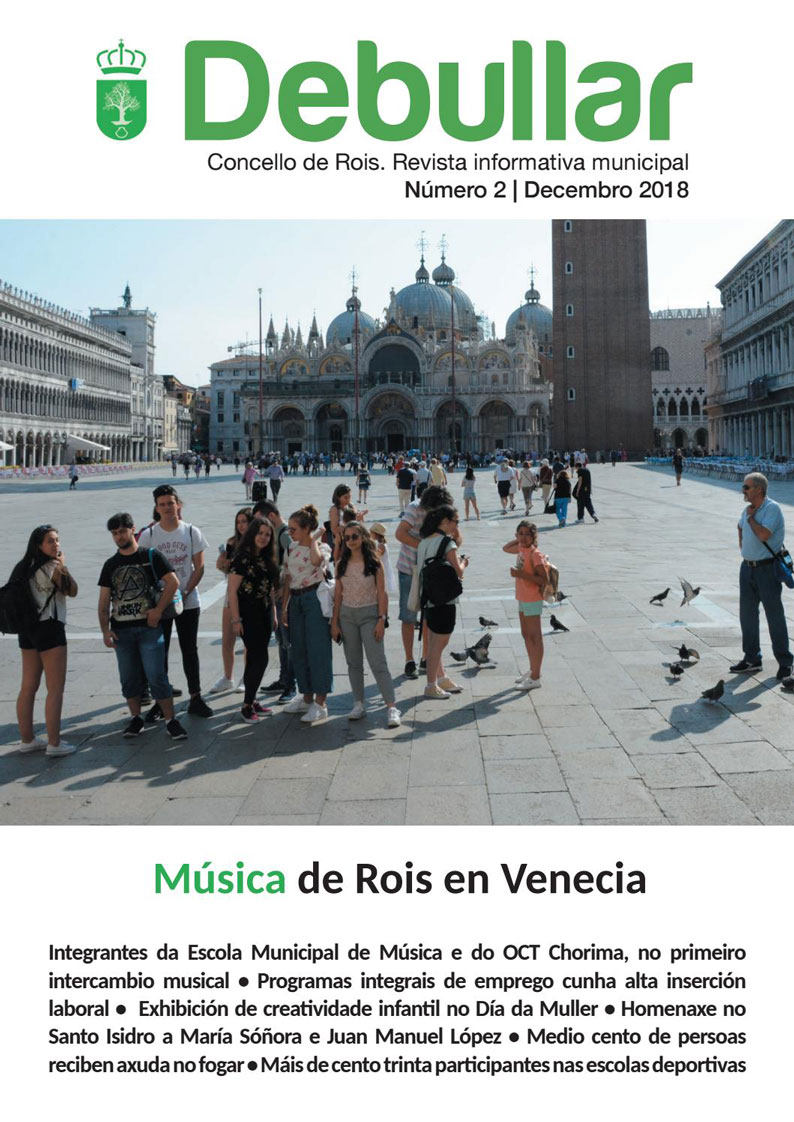 Debullar
Concello de Rois. Revista informativa municipal
Número 2 | Decembro 2018
Música de Rois en Venecia
Integrantes da Escola Municipal de Música e do OCT Chorima, no primeiro
intercambio musical ● Programas integrais de emprego cunha alta inserción
laboral ● Exhibición de creatividade infantil no Día da Muller ● Homenaxe no
Santo Isidro a María Sóñora e Juan Manuel López ● Medio cento de persoas
reciben axuda no fogar ● Máis de cento trinta participantes nas escolas deportivas
LINKIN PARK